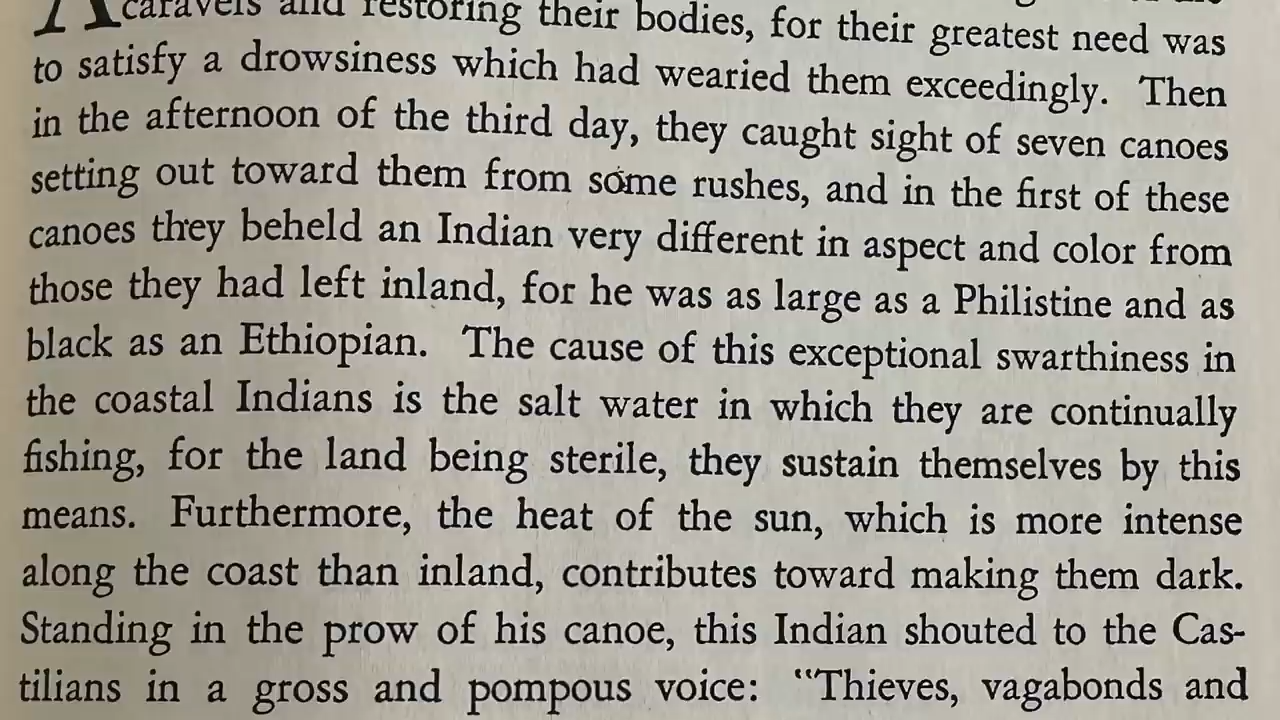 caravels and restoring their bodies, for their greatest need was
to satisfy a drowsiness which had wearied them exceedingly. Then
in the afternoon of the third day, they caught sight of seven canoes
setting out toward them from some rushes, and in the first of these
canoes they beheld an Indian very different in aspect and color from
those they had left inland, for he was as large as a Philistine and as
black as an Ethiopian. The cause of this exceptional swarthiness in
the coastal Indians is the salt water in which they are continually
fishing, for the land being sterile, they sustain themselves by this
means. Furthermore, the heat of the sun, which is more intense
along the coast than inland, contributes toward making them dark.
Standing in the prow of his canoe, this Indian shouted to the Cas-
tilians in a gross and pompous voice: "Thieves, vagabonds and